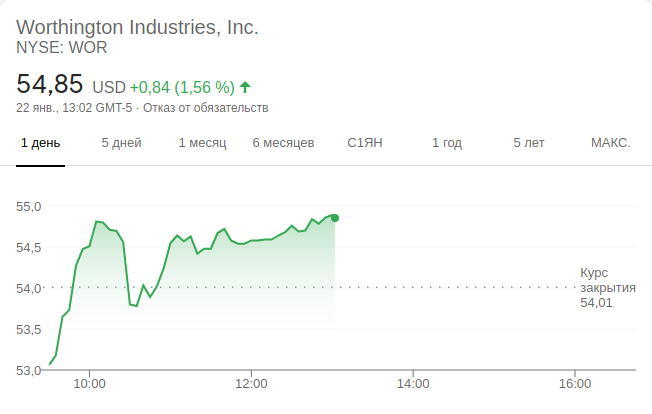 Worthington Industries, Inc.
NYSE: WOR
54,85 USD +0,84 (1,56 %)
22 янв., 13:02 GMT-5 · Отказ от обязательств
1 день 5 дней 1 месяц 6 месяцев С1ЯН 1 год 5 лет МАКС.
55,0
54,5
54,0
53,5
53,0
Курс
закрытия
54,01
10:00 12:00 14:00 16:00